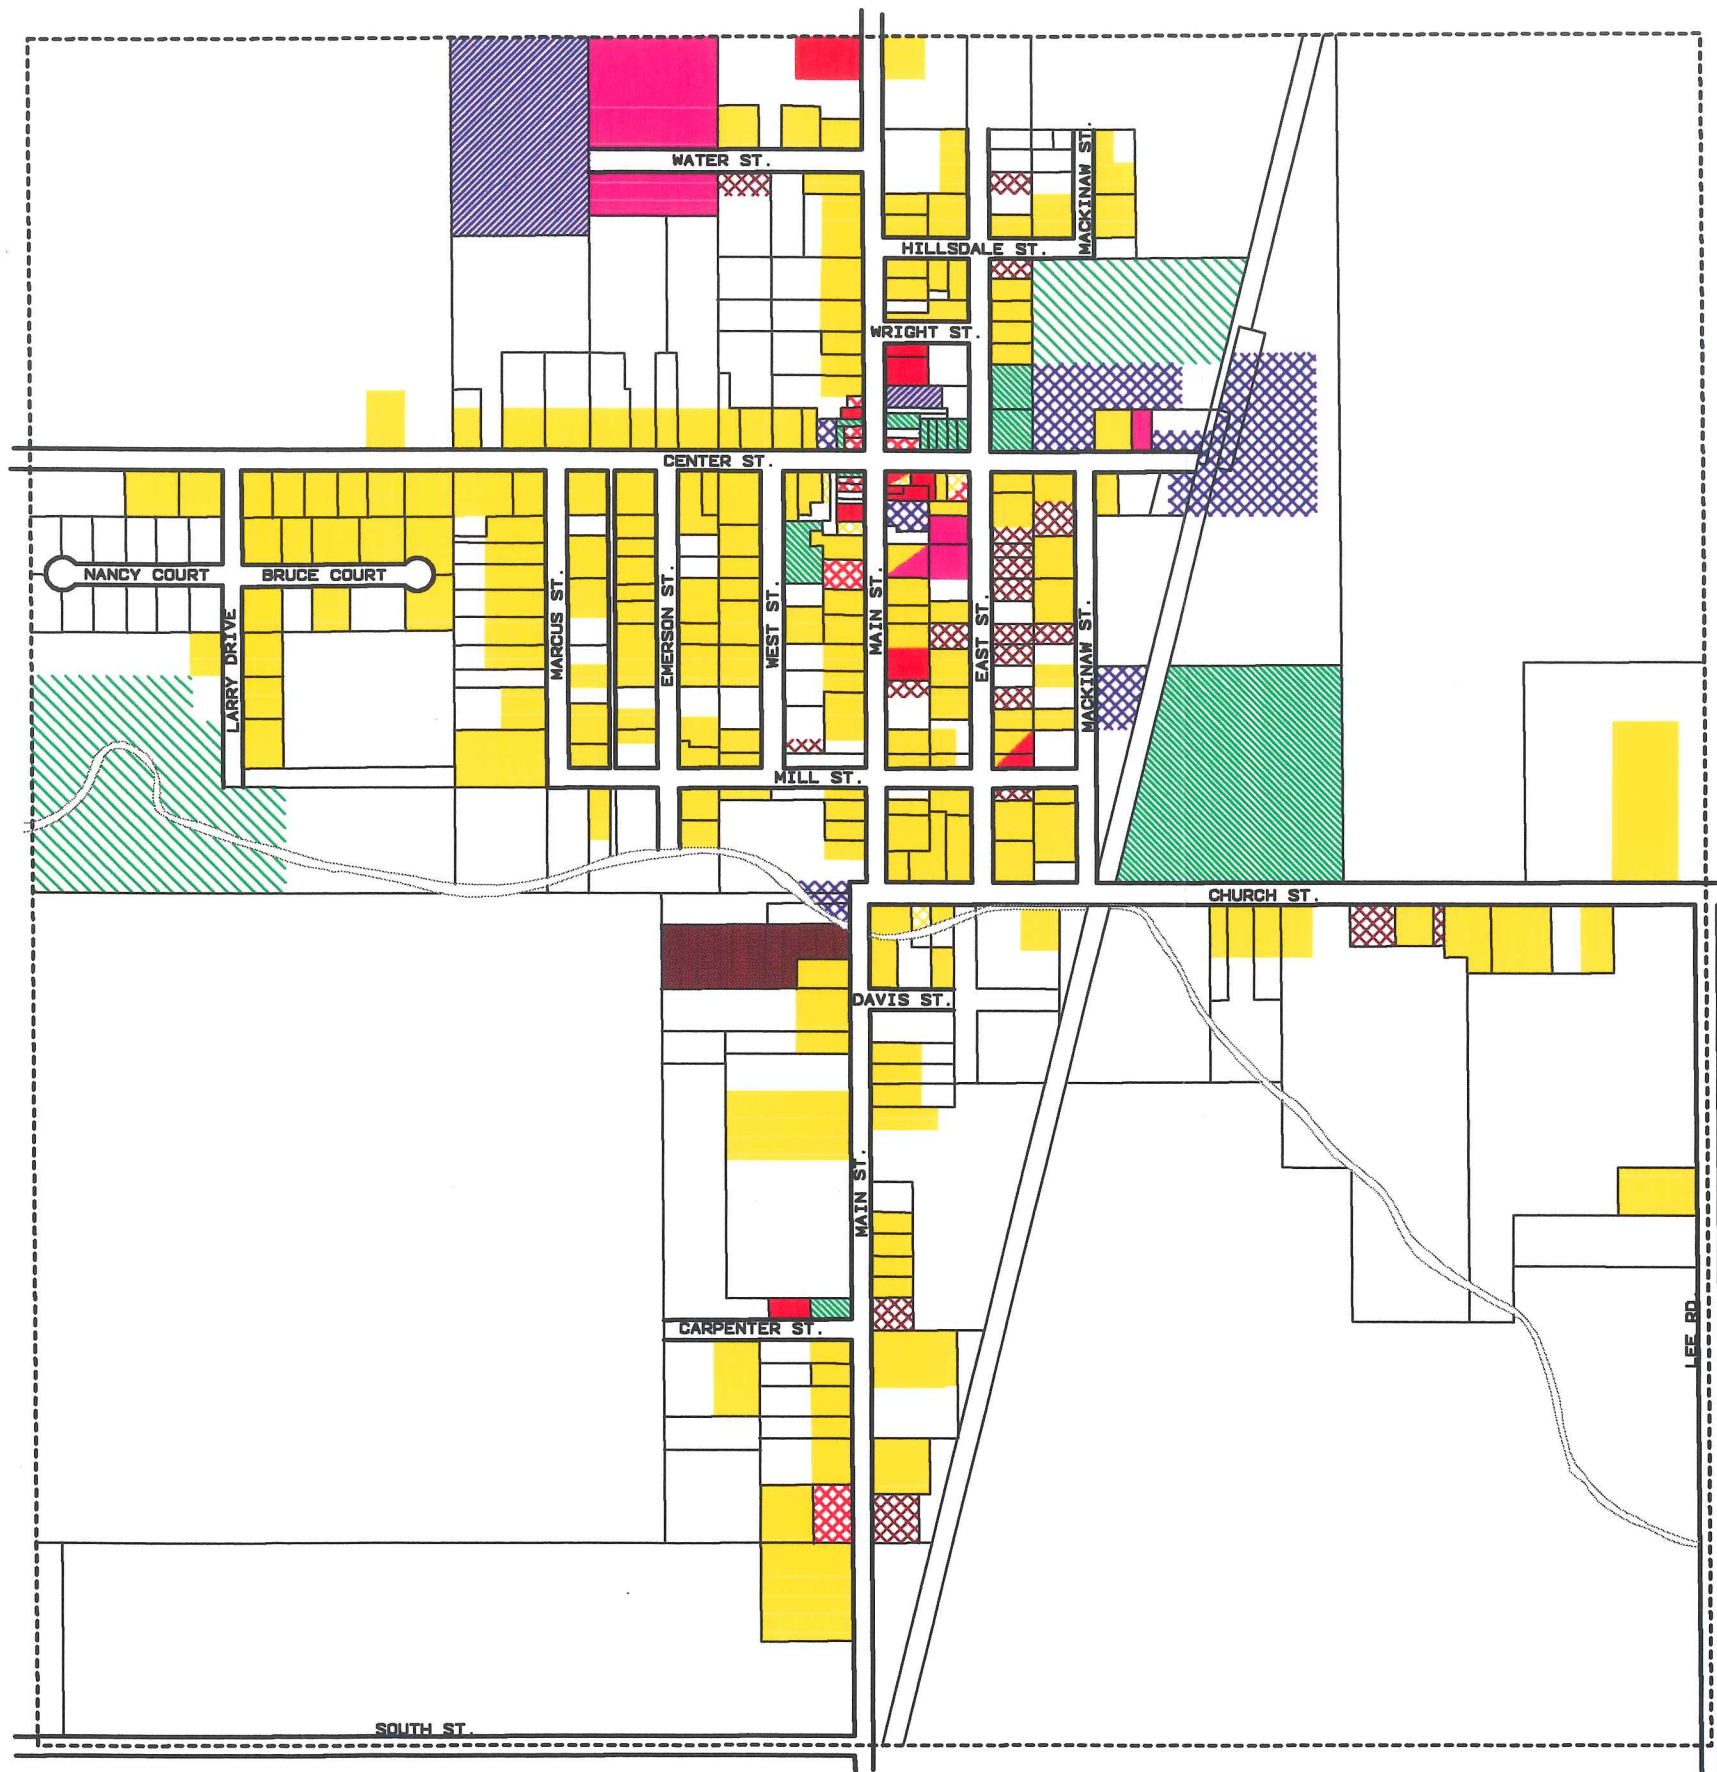 WATER ST.
MACKINAW ST.
HILLSDALE ST.
WRIGHT ST.
CENTER ST.
NANCY COURT
BRUCE COURT
LARRY DRIVE
MARCUS ST.
EMERSON ST.
WEST ST.
MAIN ST.
EAST ST.
MACKINAW ST.
MILL ST.
CHURCH ST.
DAVIS ST.
MAIN ST.
CARPENTER ST.
LEE RD.
SOUTH ST.